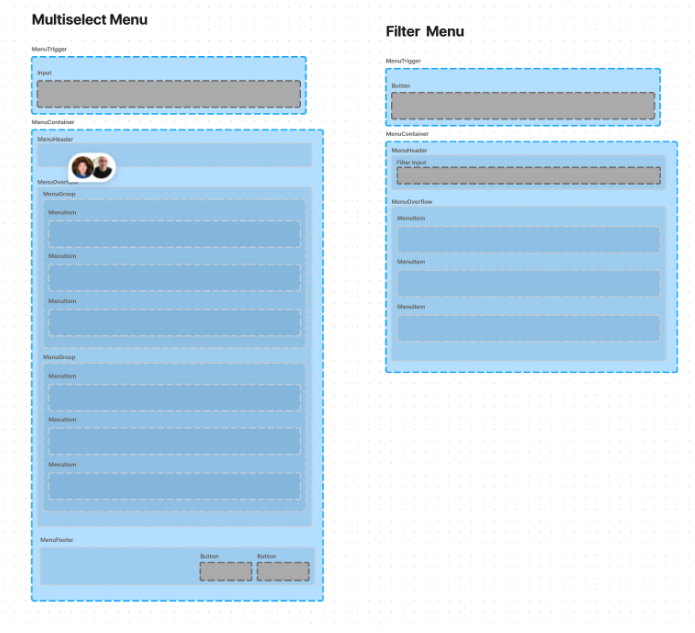 Multiselect Menu
MenuTrigger
Input
MenuContainer
MenuHeader
MenuOverflow
MenuGroup
MenuItem
MenuItem
MenuItem
MenuGroup
MenuItem
MenuItem
MenuItem
MenuFooter
Button Button
Filter Menu
MenuTrigger
Button
MenuContainer
MenuHeader
Filter Input
MenuOverflow
MenuItem
MenuItem
MenuItem